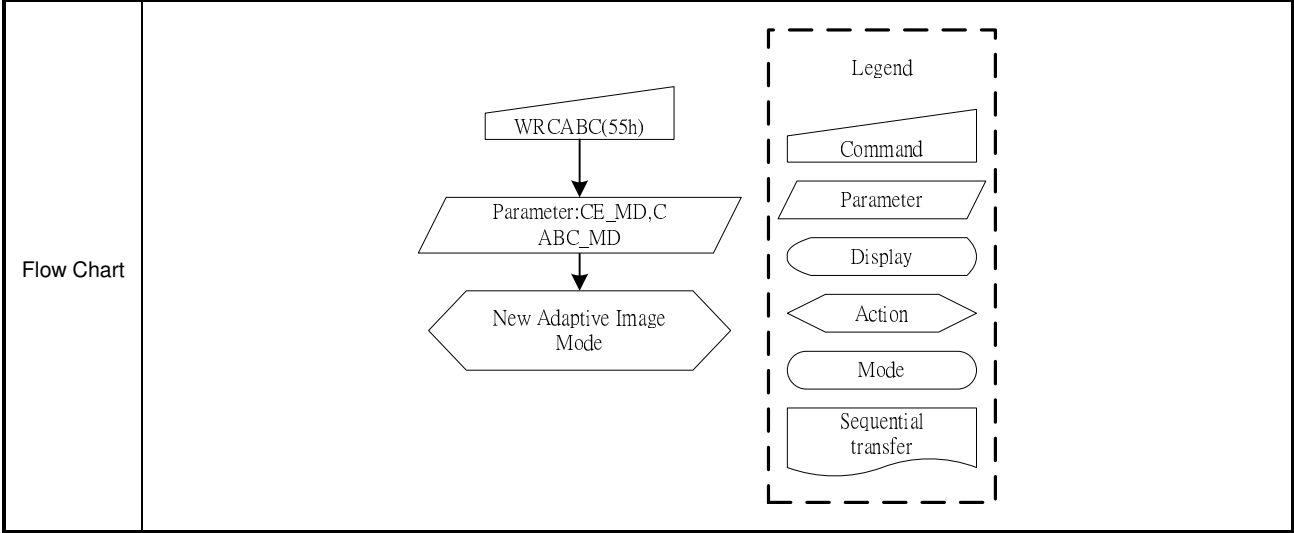 Flow Chart
WRCABC(55h)
Parameter:CE_MD,C
ABC_MD
New Adaptive Image
Mode
Legend
Command
Parameter
Display
Action
Mode
Sequential
transfer